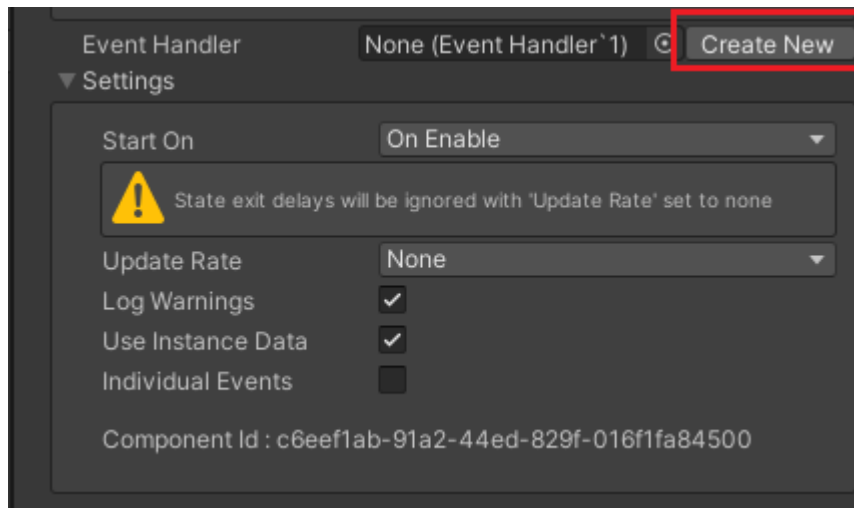 Event Handler None (Event Handler`1) Create New
Settings
Start On On Enable
State exit delays will be ignored with 'Update Rate' set to none
Update Rate None
Log Warnings
Use Instance Data
Individual Events
Component Id : c6eef1ab-91a2-44ed-829f-016f1fa84500